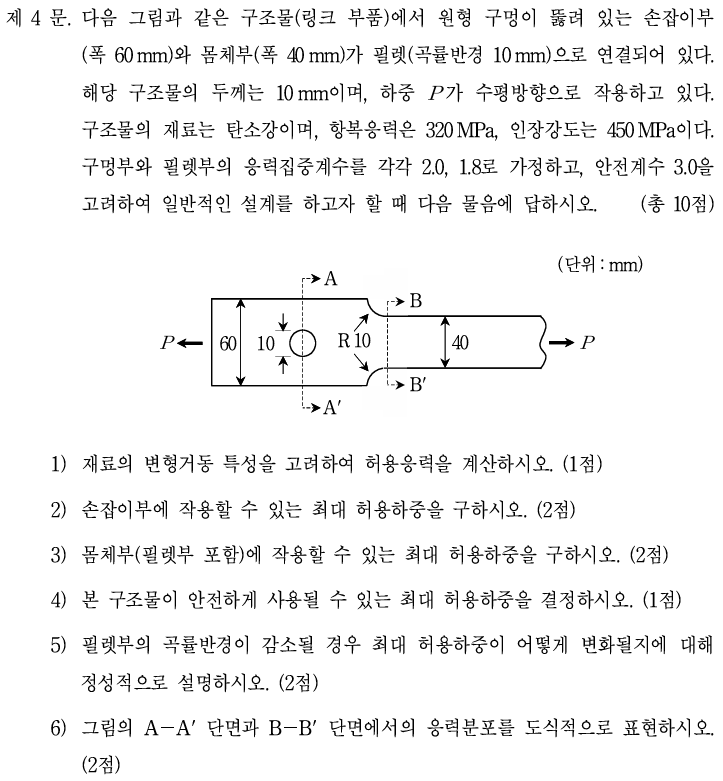 제 4 문. 다음 그림과 같은 구조물(링크 부품)에서 원형 구멍이 뚫려 있는 손잡이부
(폭 60 mm)와 몸체부(폭 40 mm)가 필렛(곡률반경 10 mm)으로 연결되어 있다.
해당 구조물의 두께는 10 mm이며, 하중 P가 수평방향으로 작용하고 있다.
구조물의 재료는 탄소강이며, 항복응력은 320 MPa, 인장강도는 450 MPa이다.
구멍부와 필렛부의 응력집중계수를 각각 2.0, 1.8로 가정하고, 안전계수 3.0을
고려하여 일반적인 설계를 하고자 할 때 다음 물음에 답하시오. (총 10점)
(단위 : mm)
A
B
P
60
10
R 10
40
P
B′
A′
1) 재료의 변형거동 특성을 고려하여 허용응력을 계산하시오. (1점)
2) 손잡이부에 작용할 수 있는 최대 허용하중을 구하시오. (2점)
3) 몸체부(필렛부 포함)에 작용할 수 있는 최대 허용하중을 구하시오. (2점)
4) 본 구조물이 안전하게 사용될 수 있는 최대 허용하중을 결정하시오. (1점)
5) 필렛부의 곡률반경이 감소될 경우 최대 허용하중이 어떻게 변화될지에 대해
정성적으로 설명하시오. (2점)
6) 그림의 A-A′ 단면과 B-B′ 단면에서의 응력분포를 도식적으로 표현하시오.
(2점)